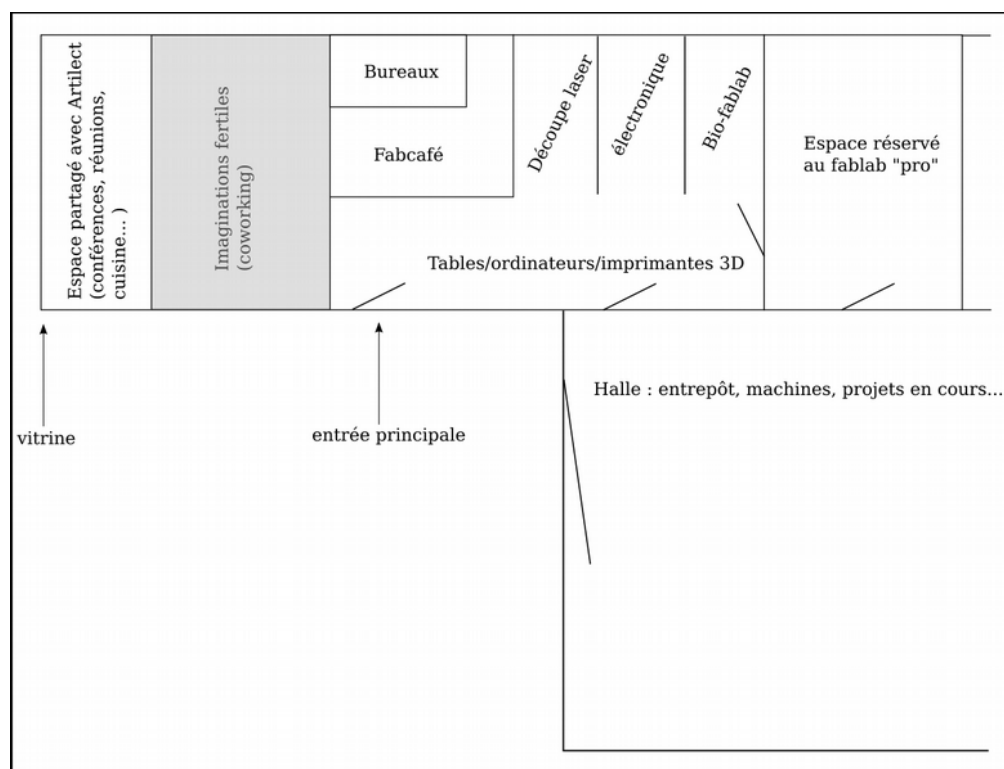 Espace partagé avec Artilect
(conférences, réunions,
cuisine... )
Imaginations fertiles
(coworking)
Bureaux
Fabcafé
Découpe laser
électronique
Bio-fablab
Espace réservé
au fablab "pro"
Tables/ordinateurs/imprimantes 3D
vitrine
entrée principale
Halle : entrepôt, machines, projets en cours...